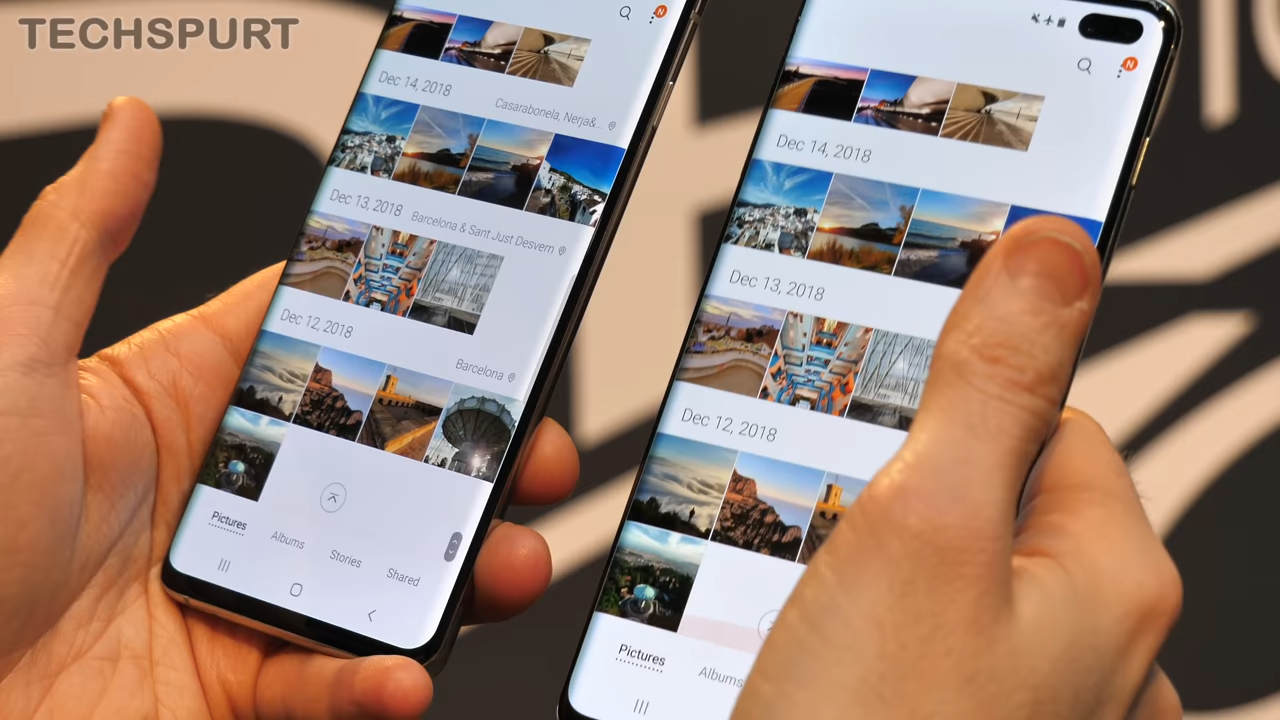 TECHSPURT
N
Dec 14, 2018
Casarabonela, Nerja&...
Dec 13, 2018
Barcelona & Sant Just Desvern
Dec 12, 2018
Barcelona
Pictures
Albums
Stories
Shared
N
Dec 14, 2018
Dec 13, 2018
Dec 12, 2018
Pictures
Albums